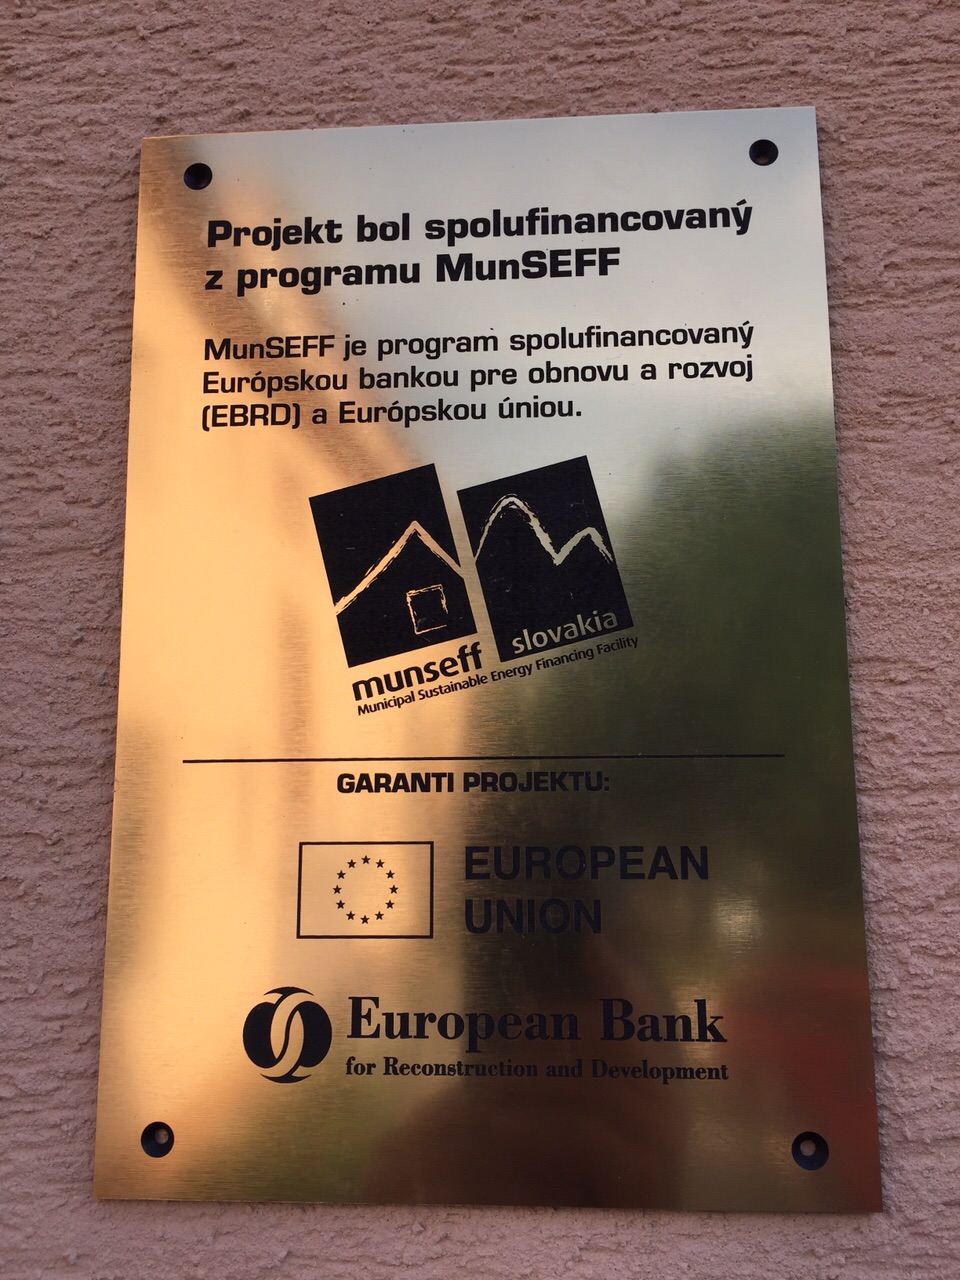 Projekt bol spolufinancovaný
z programu MunSEFF
MunSEFF je program spolufinancovaný
Európskou bankou pre obnovu a rozvoj
(EBRD) a Európskou úniou.
munseff slovakia
Municipal Sustainable Energy Financing Facility
GARANTI PROJEKTU:
EUROPEAN
UNION
European Bank
for Reconstruction and Development